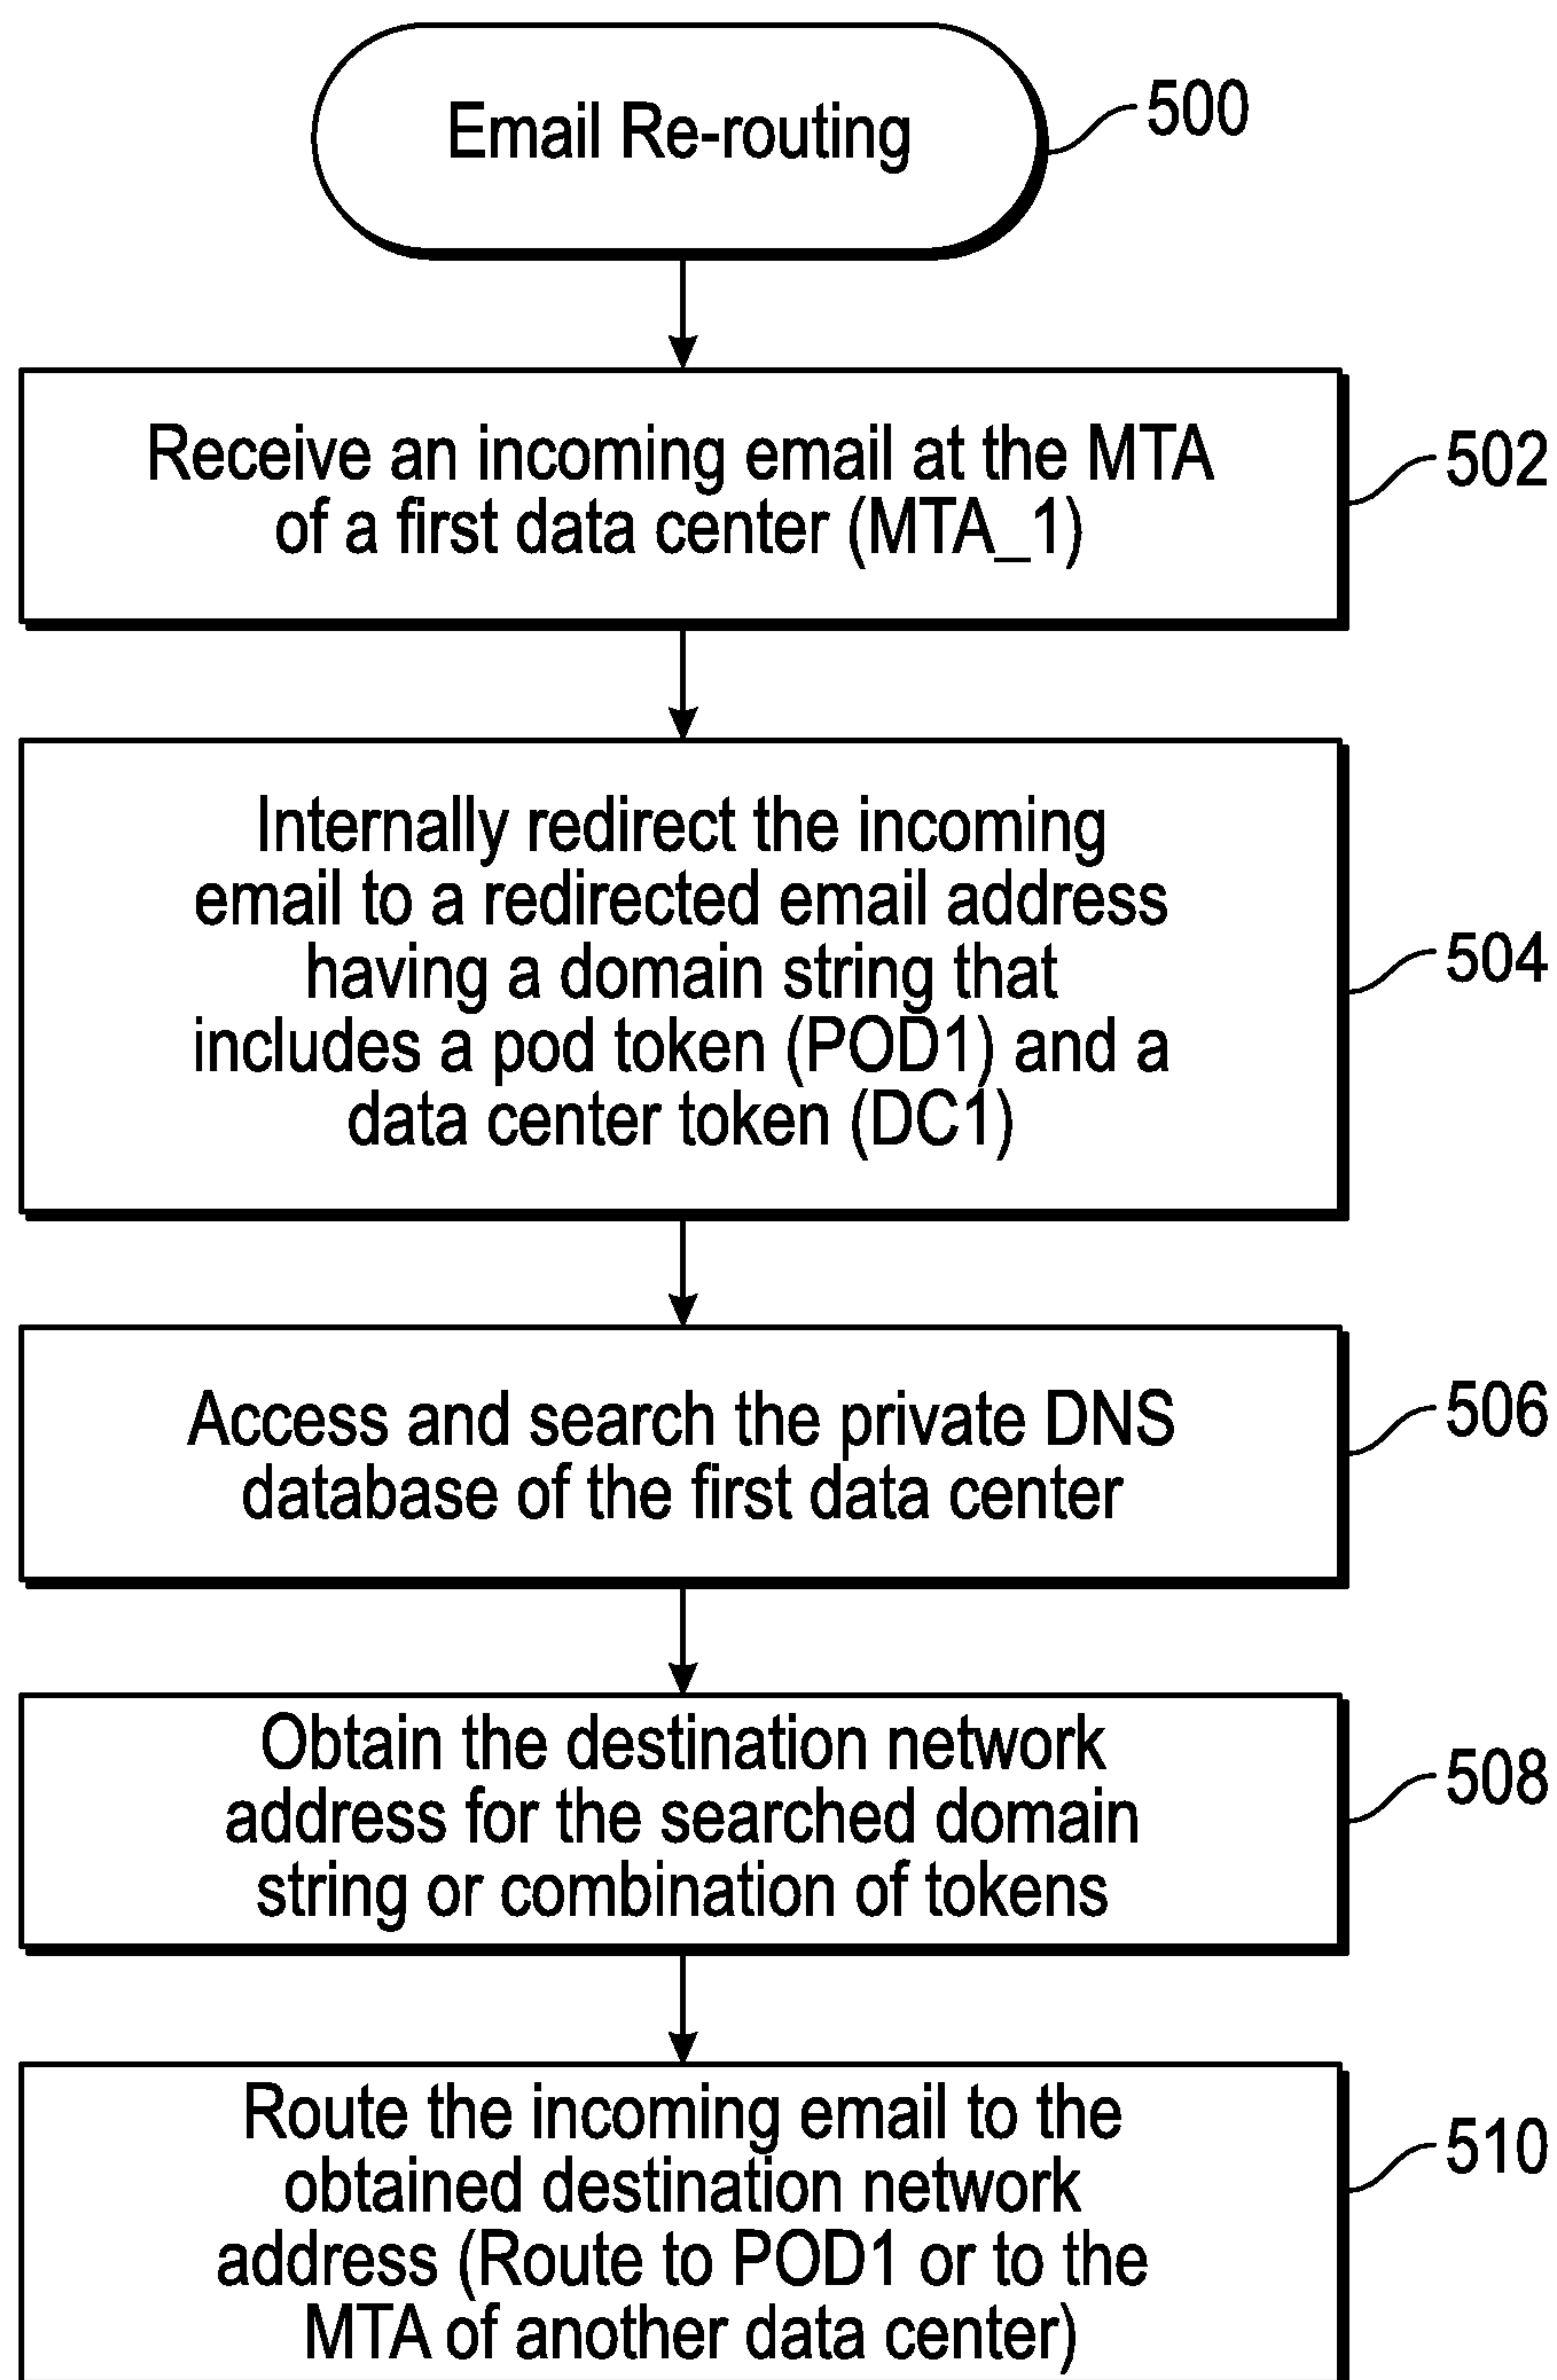 Email Re-routing
500
Receive an incoming email at the MTA
of a first data center (MTA_1)
502
Internally redirect the incoming
email to a redirected email address
having a domain string that
includes a pod token (POD1) and a
data center token (DC1)
504
Access and search the private DNS
database of the first data center
506
Obtain the destination network
address for the searched domain
string or combination of tokens
508
Route the incoming email to the
obtained destination network
address (Route to POD1 or to the
MTA of another data center)
510